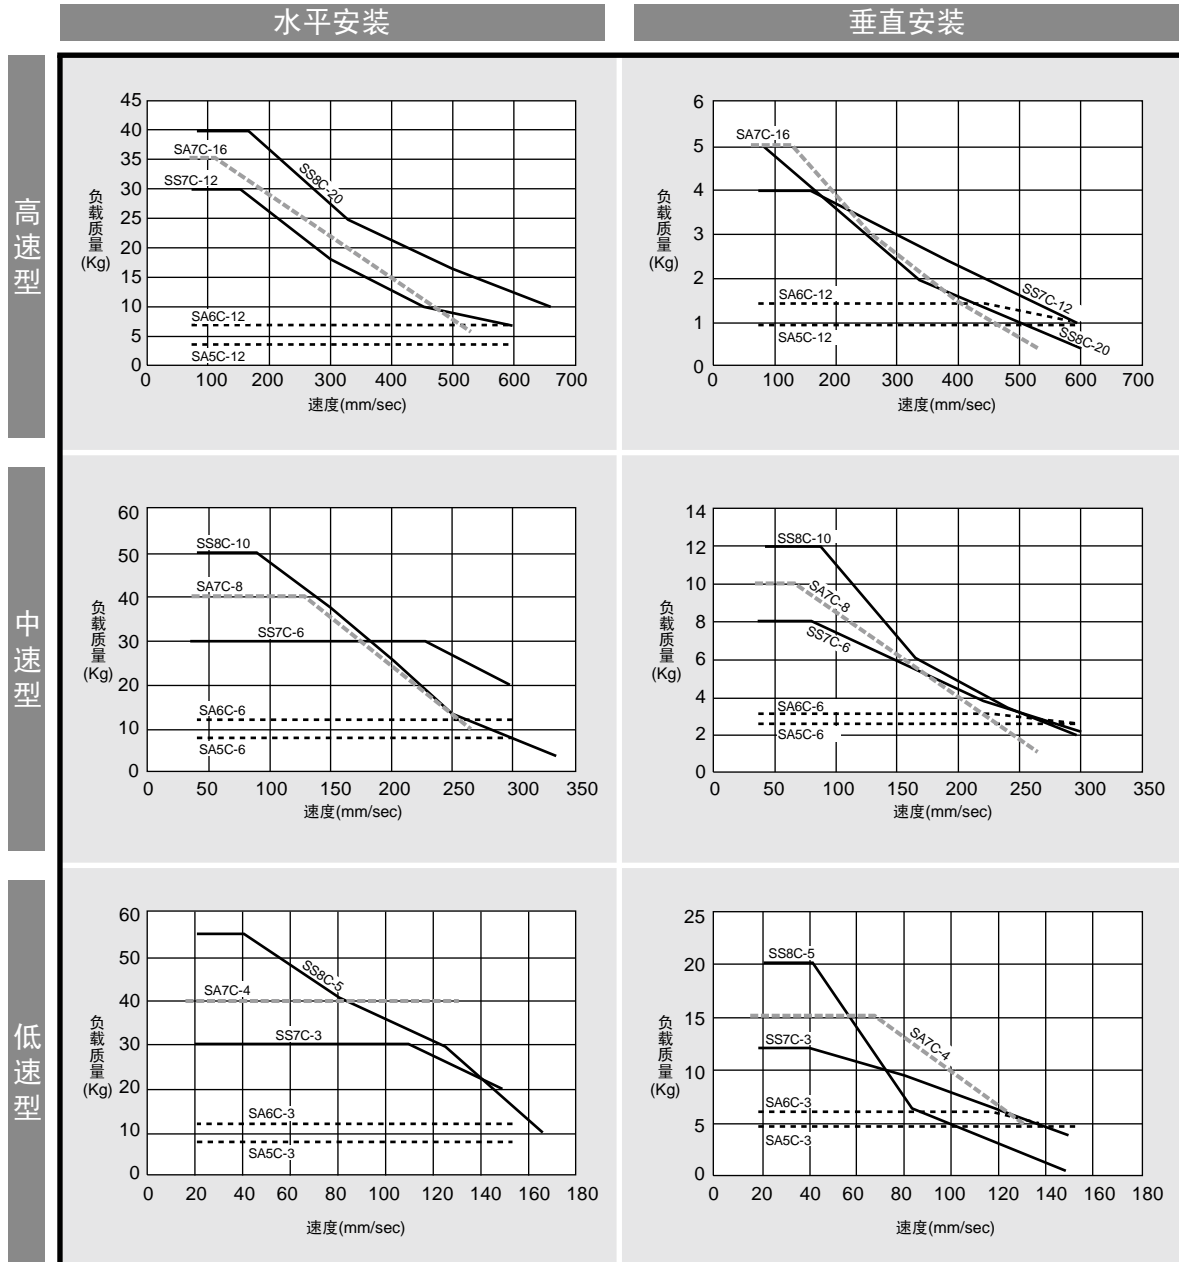 水平安装
垂直安装
高速型
45
40
35
30
25
20
15
10
5
0
负载质量
(Kg)
SA7C-16
SS7C-12
SS8C-20
SA6C-12
SA5C-12
0 100 200 300 400 500 600 700
速度(mm/sec)
6
5
4
3
2
1
0
负载质量
(Kg)
SA7C-16
SA6C-12
SA5C-12
SS7C-12
SS8C-20
0 100 200 300 400 500 600 700
速度(mm/sec)
中速型
60
50
40
30
20
10
0
负载质量
(Kg)
SS8C-10
SA7C-8
SS7C-6
SA6C-6
SA5C-6
0 50 100 150 200 250 300 350
速度(mm/sec)
14
12
10
8
6
4
2
0
负载质量
(Kg)
SS8C-10
SA7C-8
SS7C-6
SA6C-6
SA5C-6
0 50 100 150 200 250 300 350
速度(mm/sec)
低速型
60
50
40
30
20
10
0
负载质量
(Kg)
SS8C-5
SA7C-4
SS7C-3
SA6C-3
SA5C-3
0 20 40 60 80 100 120 140 160 180
速度(mm/sec)
25
20
15
10
5
0
负载质量
(Kg)
SS8C-5
SS7C-3
SA7C-4
SA6C-3
SA5C-3
0 20 40 60 80 100 120 140 160 180
速度(mm/sec)